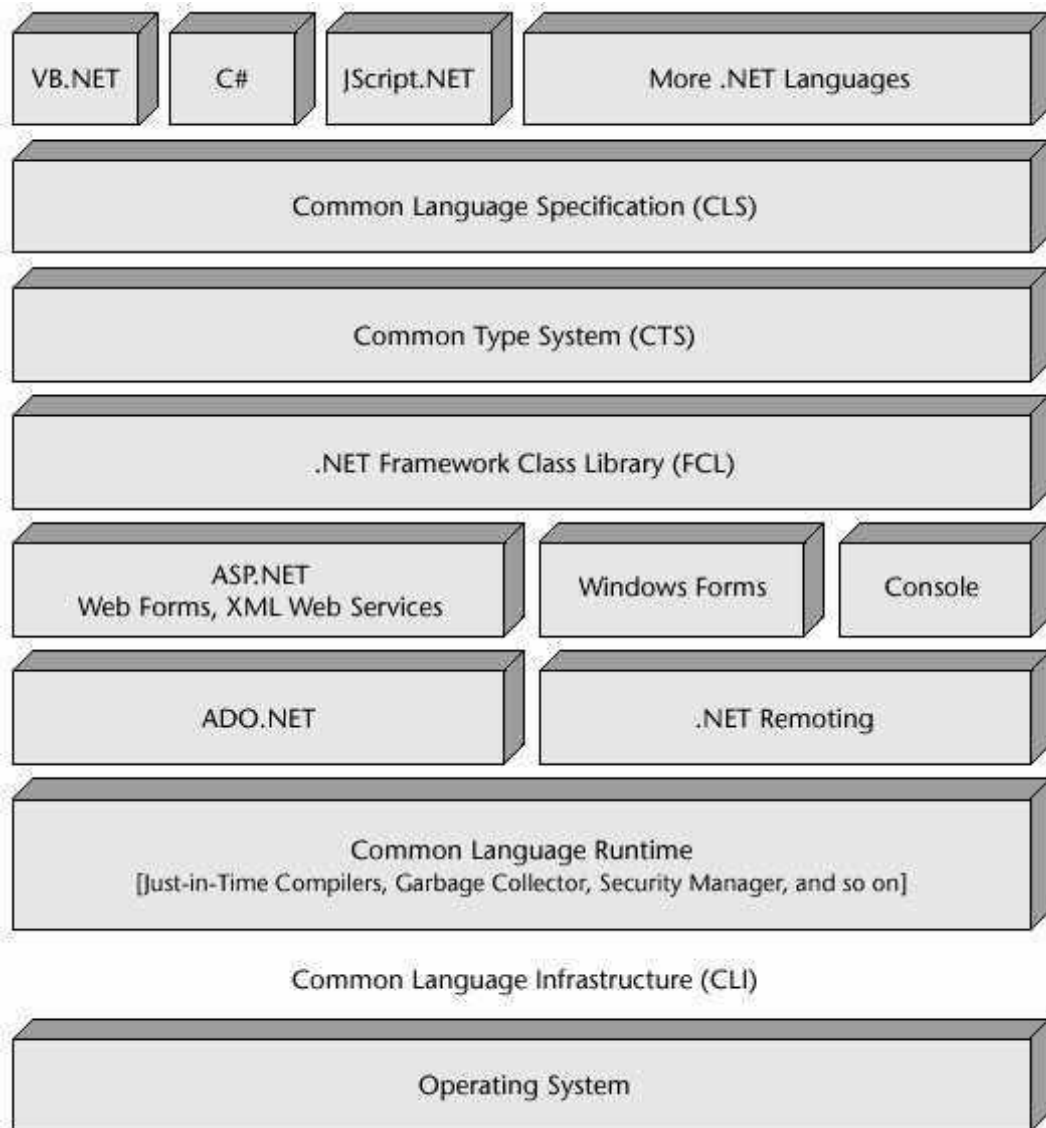 VB.NET
C#
JScript.NET
More .NET Languages
Common Language Specification (CLS)
Common Type System (CTS)
.NET Framework Class Library (FCL)
ASP.NET
Web Forms, XML Web Services
Windows Forms
Console
ADO.NET
.NET Remoting
Common Language Runtime
[Just-in-Time Compilers, Garbage Collector, Security Manager, and so on]
Common Language Infrastructure (CLI)
Operating System